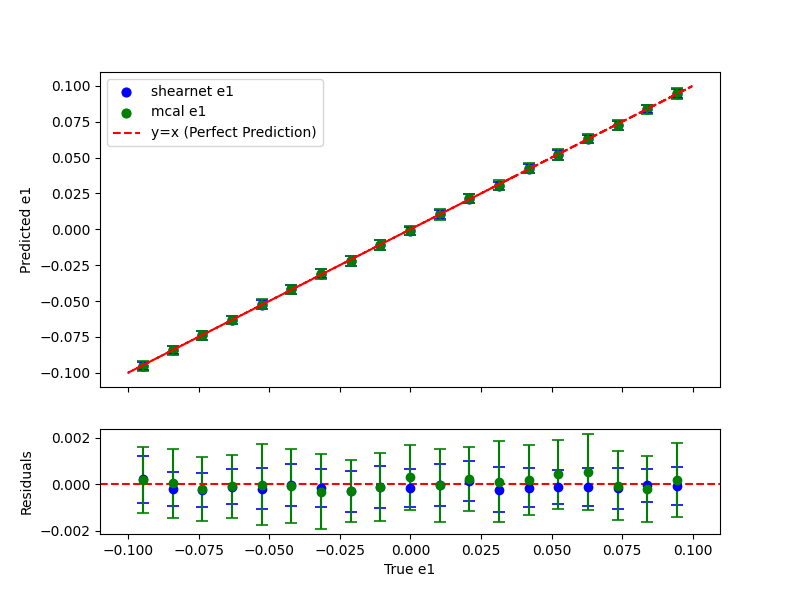 0.100
0.075
0.050
0.025
0.000
−0.025
−0.050
−0.075
−0.100
Predicted e1
shearnet e1
mcal e1
y=x (Perfect Prediction)
0.002
0.000
−0.002
Residuals
−0.100 −0.075 −0.050 −0.025 0.000 0.025 0.050 0.075 0.100
True e1